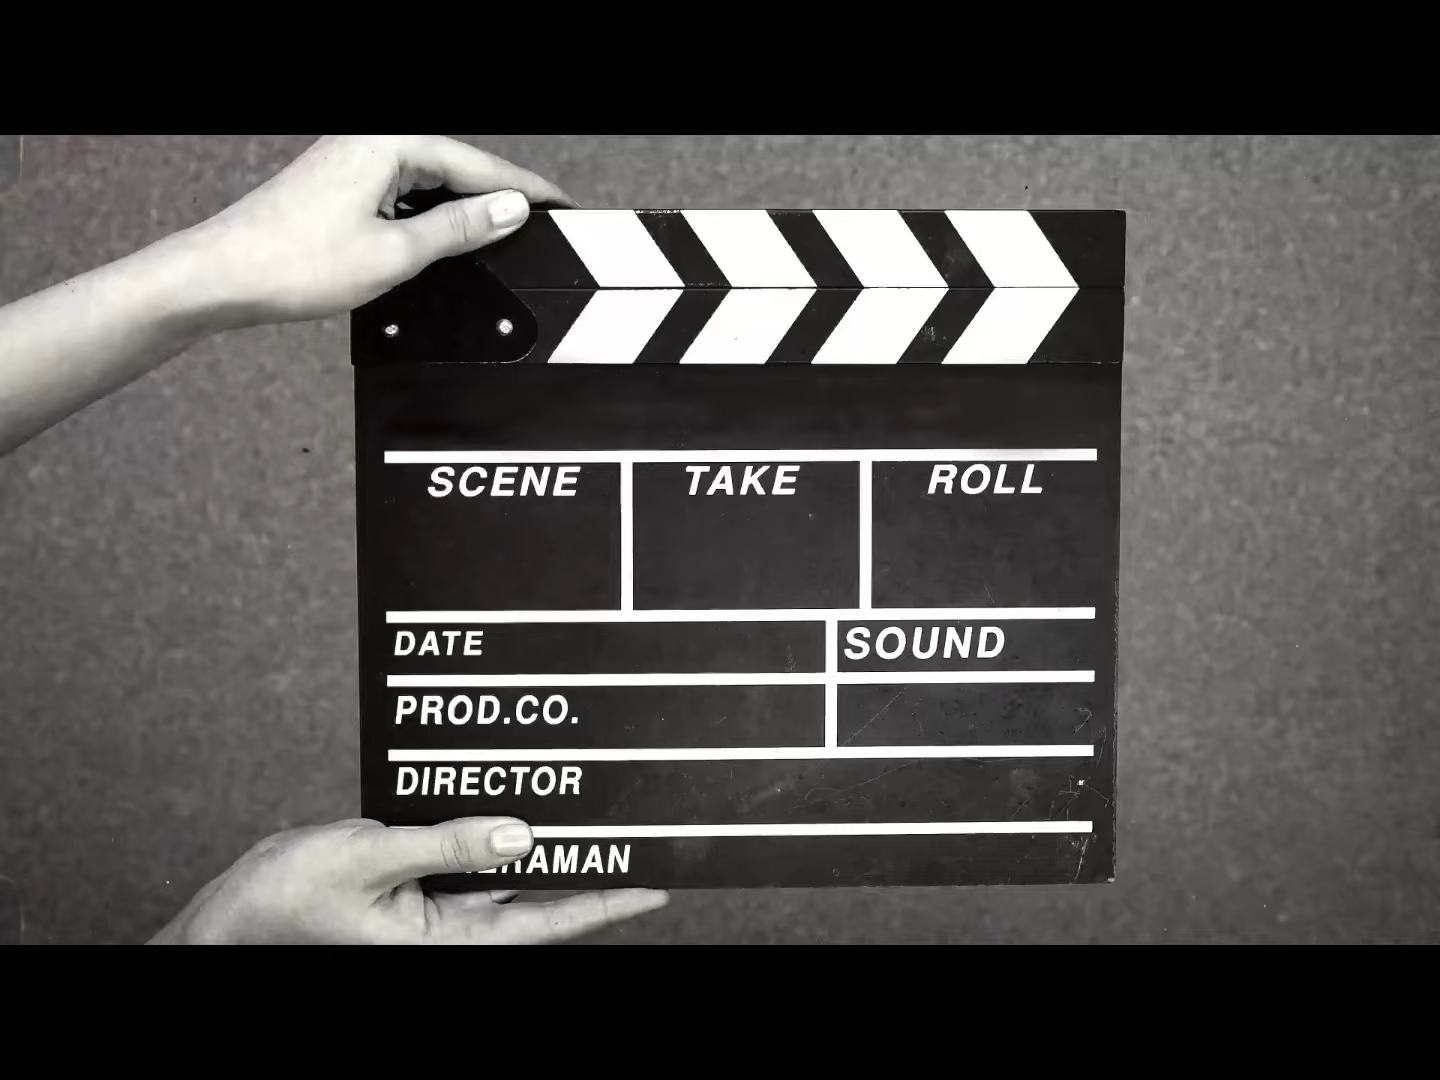 SCENE TAKE ROLL
DATE SOUND
PROD.CO.
DIRECTOR